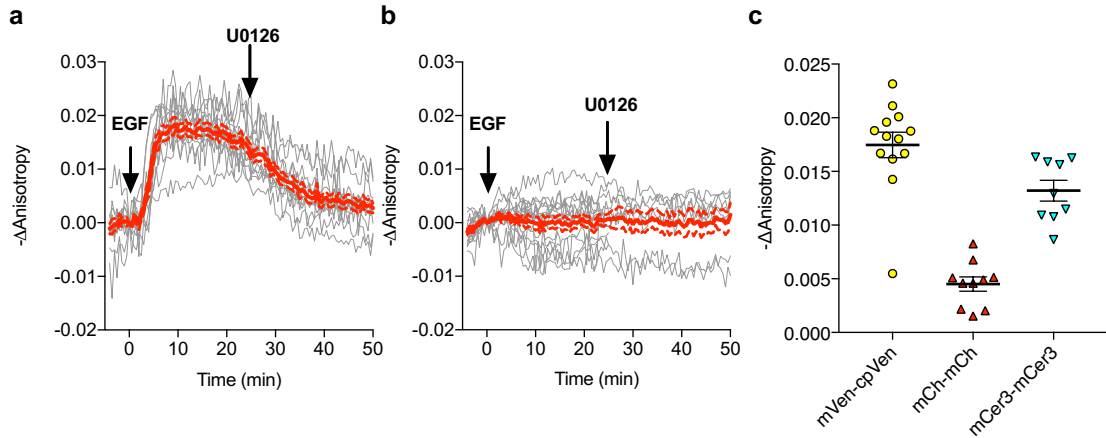 a
b
c
U0126
EGF
0.03
0.02
0.01
0.00
-0.01
-0.02
-ΔAnisotropy
0
10
20
30
40
50
Time (min)
U0126
EGF
0.03
0.02
0.01
0.00
-0.01
-0.02
-ΔAnisotropy
0
10
20
30
40
50
Time (min)
0.025
0.020
0.015
0.010
0.005
0.000
-ΔAnisotropy
mVen-cpVen
mCh-mCh
mCer3-mCer3